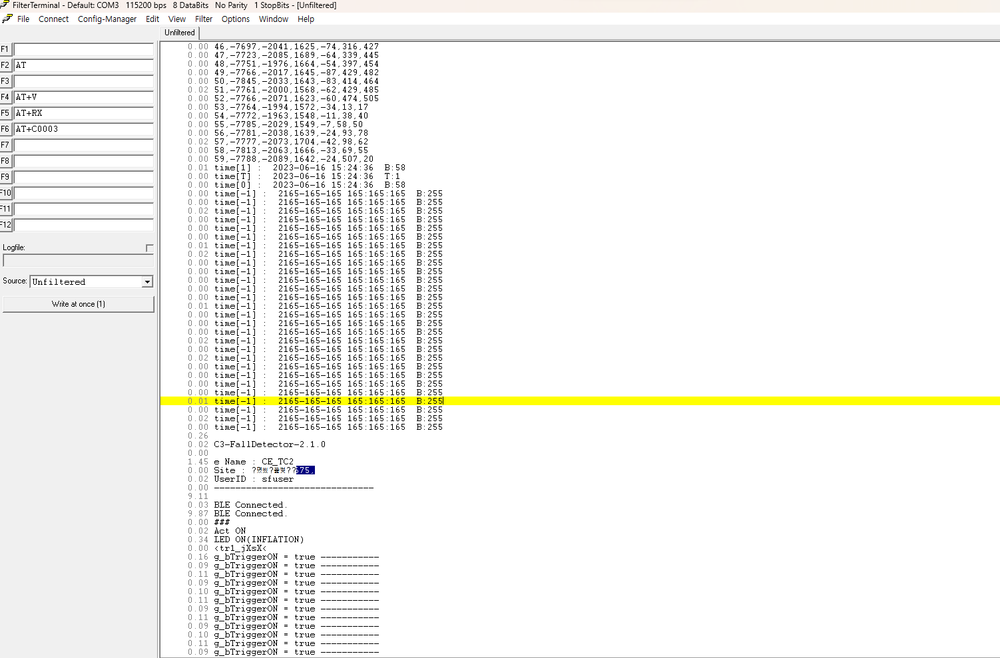 FilterTerminal - Default: COM3 115200 bps 8 DataBits No Parity 1 StopBits - [Unfiltered]
File Connect Config-Manager Edit View Filter Options Window Help
Unfiltered
F1
F2 AT
F3
F4 AT+V
F5 AT+RX
F6 AT+C0003
F7
F8
F9
F10
F11
F12
Logfile:
Source: Unfiltered
Write at once (1)
0.00 46,-7697,-2041,1625,-74,316,427
0.00 47,-7723,-2085,1689,-64,339,445
0.00 48,-7751,-1976,1664,-54,397,454
0.00 49,-7766,-2017,1645,-87,429,482
0.00 50,-7845,-2033,1643,-83,414,464
0.02 51,-7761,-2000,1568,-62,429,485
0.00 52,-7766,-2071,1623,-60,474,505
0.00 53,-7764,-1994,1572,-34,13,17
0.00 54,-7772,-1963,1548,-11,38,40
0.00 55,-7785,-2029,1549,-7,58,50
0.00 56,-7781,-2038,1639,-24,93,78
0.02 57,-7777,-2073,1704,-42,98,62
0.00 58,-7813,-2063,1666,-33,69,55
0.00 59,-7788,-2089,1642,-24,507,20
0.01 time[1] : 2023-06-16 15:24:36 B:58
0.00 time[T] : 2023-06-16 15:24:36 T:1
0.00 time[0] : 2023-06-16 15:24:36 B:58
0.00 time[-1] : 2165-165-165 165:165:165 B:255
0.00 time[-1] : 2165-165-165 165:165:165 B:255
0.02 time[-1] : 2165-165-165 165:165:165 B:255
0.00 time[-1] : 2165-165-165 165:165:165 B:255
0.00 time[-1] : 2165-165-165 165:165:165 B:255
0.00 time[-1] : 2165-165-165 165:165:165 B:255
0.01 time[-1] : 2165-165-165 165:165:165 B:255
0.02 time[-1] : 2165-165-165 165:165:165 B:255
0.00 time[-1] : 2165-165-165 165:165:165 B:255
0.00 time[-1] : 2165-165-165 165:165:165 B:255
0.00 time[-1] : 2165-165-165 165:165:165 B:255
0.00 time[-1] : 2165-165-165 165:165:165 B:255
0.00 time[-1] : 2165-165-165 165:165:165 B:255
0.01 time[-1] : 2165-165-165 165:165:165 B:255
0.00 time[-1] : 2165-165-165 165:165:165 B:255
0.00 time[-1] : 2165-165-165 165:165:165 B:255
0.00 time[-1] : 2165-165-165 165:165:165 B:255
0.02 time[-1] : 2165-165-165 165:165:165 B:255
0.00 time[-1] : 2165-165-165 165:165:165 B:255
0.02 time[-1] : 2165-165-165 165:165:165 B:255
0.00 time[-1] : 2165-165-165 165:165:165 B:255
0.00 time[-1] : 2165-165-165 165:165:165 B:255
0.00 time[-1] : 2165-165-165 165:165:165 B:255
0.00 time[-1] : 2165-165-165 165:165:165 B:255
0.01 time[-1] : 2165-165-165 165:165:165 B:255
0.00 time[-1] : 2165-165-165 165:165:165 B:255
0.02 time[-1] : 2165-165-165 165:165:165 B:255
0.00 time[-1] : 2165-165-165 165:165:165 B:255
0.26
0.02 C3-FallDetector-2.1.0
0.00
1.45 e Name : CE_TC2
0.00 Site : 75,
0.02 UserID : sfuser
0.00 ------------------------------
9.11
0.03 BLE Connected.
9.87 BLE Connected.
0.00 ###
0.02 Act ON
0.34 LED ON(INFLATION)
0.00 <tr1_jXsX<
0.16 g_bTriggerON = true -----------
0.09 g_bTriggerON = true -----------
0.11 g_bTriggerON = true -----------
0.09 g_bTriggerON = true -----------
0.10 g_bTriggerON = true -----------
0.11 g_bTriggerON = true -----------
0.09 g_bTriggerON = true -----------
0.11 g_bTriggerON = true -----------
0.09 g_bTriggerON = true -----------
0.10 g_bTriggerON = true -----------
0.11 g_bTriggerON = true -----------
0.09 g_bTriggerON = true -----------